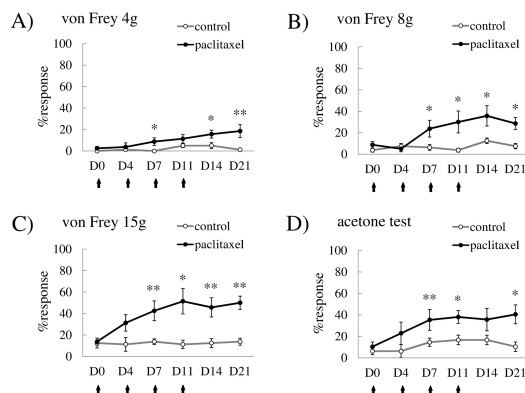 A) von Frey 4g
control
paclitaxel
%response
100
80
60
40
20
0
* * **
D0 D4 D7 D11 D14 D21
B) von Frey 8g
control
paclitaxel
%response
100
80
60
40
20
0
* * * *
D0 D4 D7 D11 D14 D21
C) von Frey 15g
control
paclitaxel
%response
100
80
60
40
20
0
** * ** **
D0 D4 D7 D11 D14 D21
D) acetone test
control
paclitaxel
%response
100
80
60
40
20
0
** * *
D0 D4 D7 D11 D14 D21